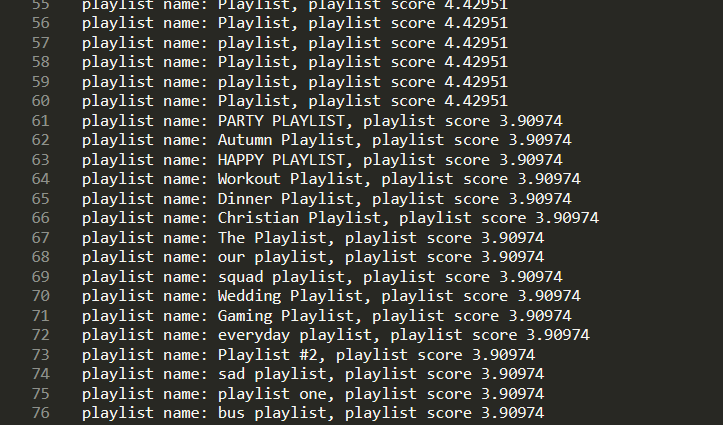 55 playlist name: Playlist, playlist score 4.42951
56 playlist name: Playlist, playlist score 4.42951
57 playlist name: playlist, playlist score 4.42951
58 playlist name: Playlist, playlist score 4.42951
59 playlist name: playlist, playlist score 4.42951
60 playlist name: Playlist, playlist score 4.42951
61 playlist name: PARTY PLAYLIST, playlist score 3.90974
62 playlist name: Autumn Playlist, playlist score 3.90974
63 playlist name: HAPPY PLAYLIST, playlist score 3.90974
64 playlist name: Workout Playlist, playlist score 3.90974
65 playlist name: Dinner Playlist, playlist score 3.90974
66 playlist name: Christian Playlist, playlist score 3.90974
67 playlist name: The Playlist, playlist score 3.90974
68 playlist name: our playlist, playlist score 3.90974
69 playlist name: squad playlist, playlist score 3.90974
70 playlist name: Wedding Playlist, playlist score 3.90974
71 playlist name: Gaming Playlist, playlist score 3.90974
72 playlist name: everyday playlist, playlist score 3.90974
73 playlist name: Playlist #2, playlist score 3.90974
74 playlist name: sad playlist, playlist score 3.90974
75 playlist name: playlist one, playlist score 3.90974
76 playlist name: bus playlist, playlist score 3.90974